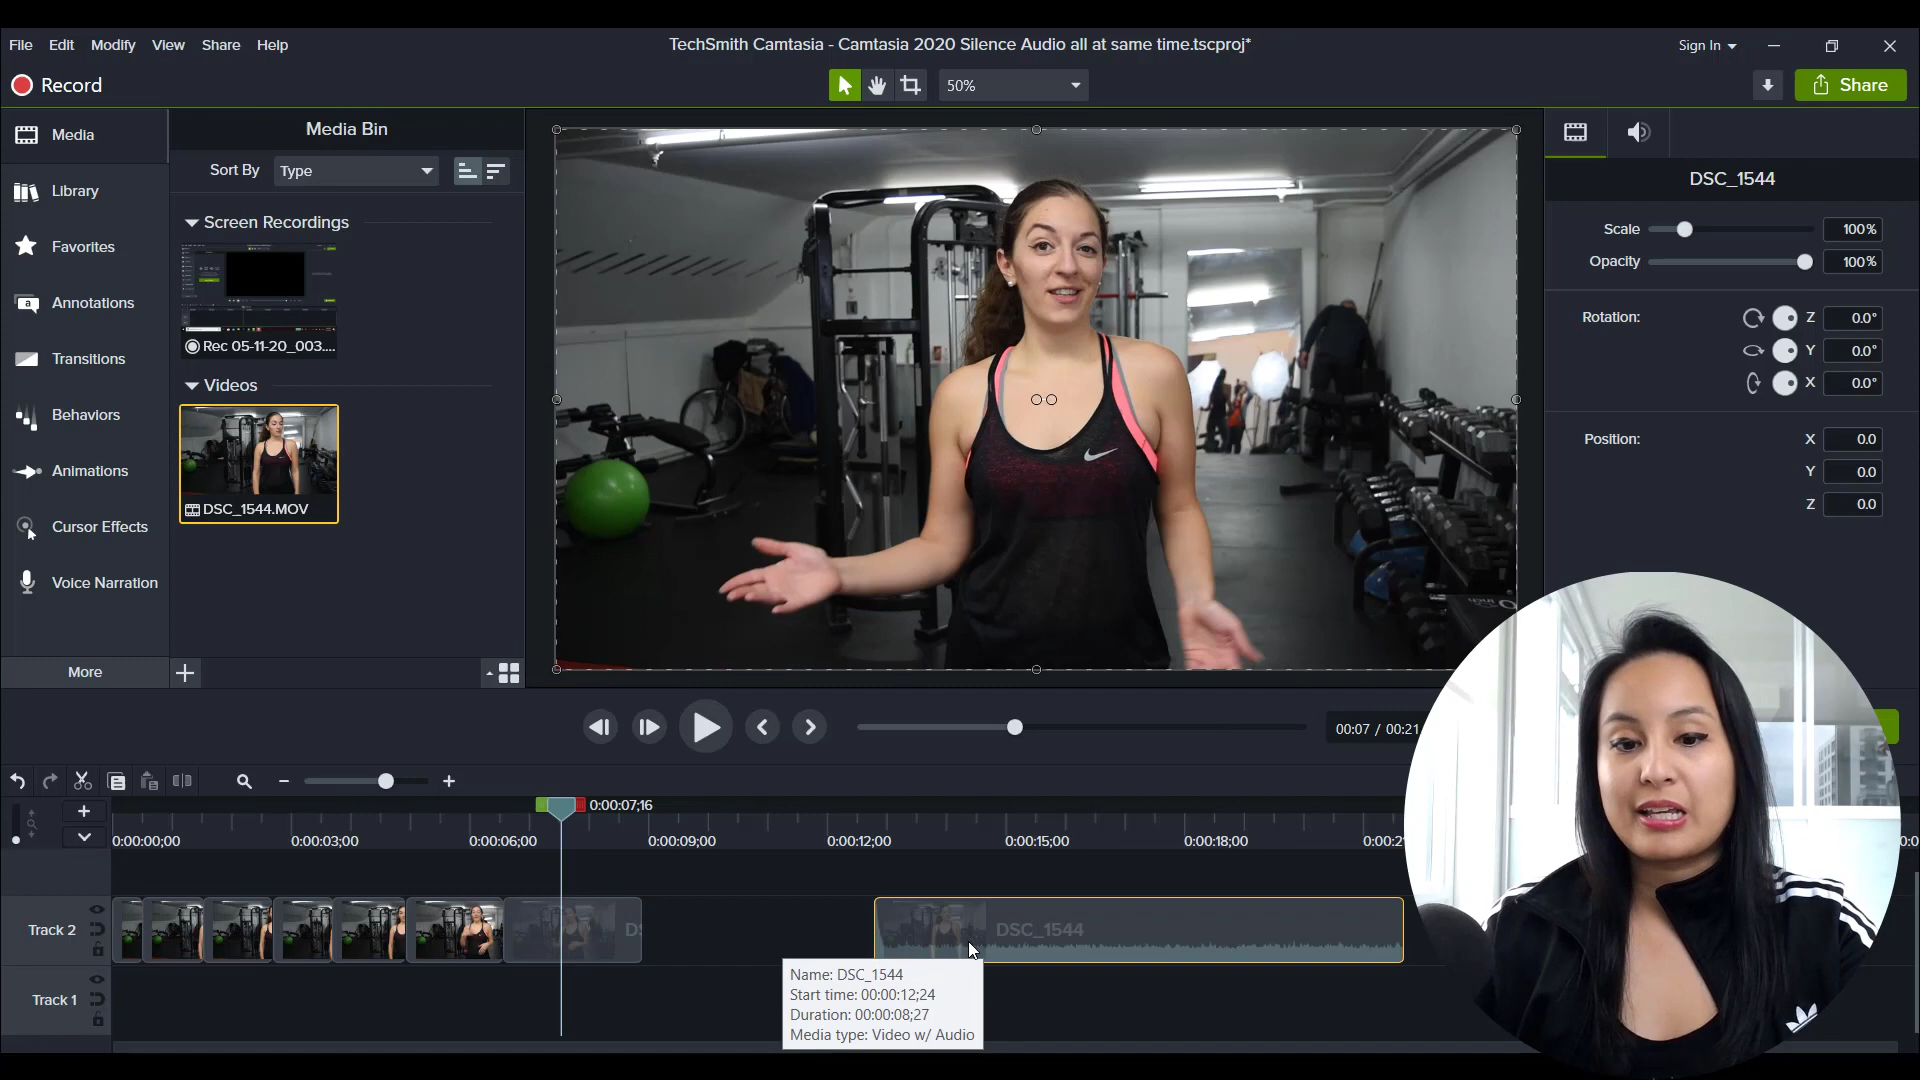 File Edit Modify View Share Help
TechSmith Camtasia - Camtasia 2020 Silence Audio all at same time.tscproj*
Sign In
Record
50%
Share
Media
Library
Favorites
a
Annotations
Transitions
Behaviors
Animations
Cursor Effects
Voice Narration
More
Media Bin
Sort By Type
Screen Recordings
Rec 05-11-20_003....
Videos
DSC_1544.MOV
DSC_1544
Scale 100%
Opacity 100%
Rotation: Z 0.0°
Y 0.0°
X 0.0°
Position: X 0.0
Y 0.0
Z 0.0
00:07 / 00:21
0:00:07;16
0:00:00;00 0:00:03;00 0:00:06;00 0:00:09;00 0:00:12;00 0:00:15;00 0:00:18;00 0:00:21
Track 2
DSC_1544
Track 1
Name: DSC_1544
Start time: 00:00:12;24
Duration: 00:00:08;27
Media type: Video w/ Audio
adidas